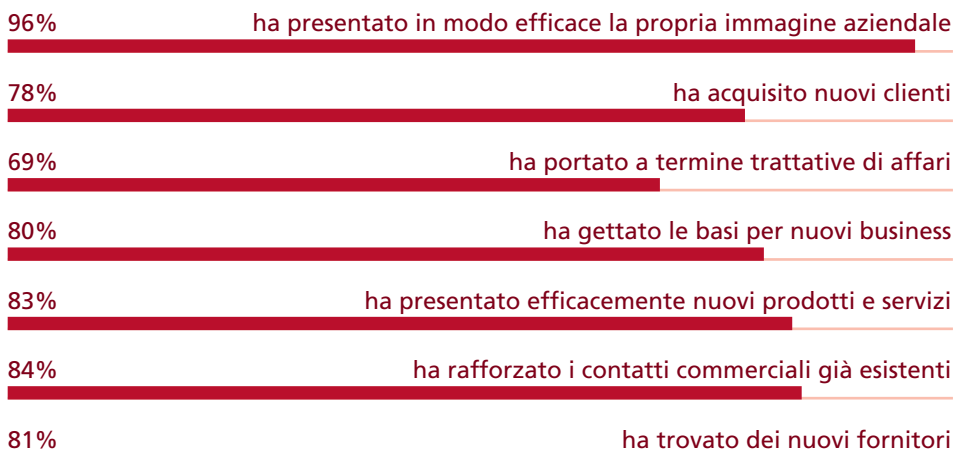 96% ha presentato in modo efficace la propria immagine aziendale
78% ha acquisito nuovi clienti
69% ha portato a termine trattative di affari
80% ha gettato le basi per nuovi business
83% ha presentato efficacemente nuovi prodotti e servizi
84% ha rafforzato i contatti commerciali già esistenti
81% ha trovato dei nuovi fornitori